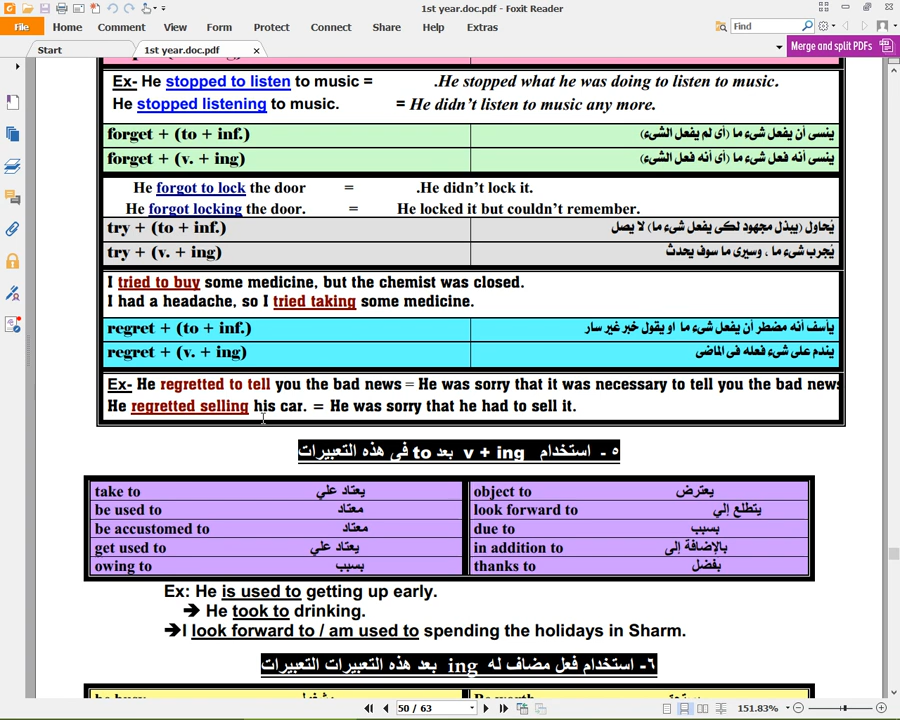 1st year.doc.pdf - Foxit Reader
File Home Comment View Form Protect Connect Share Help Extras Find
Start 1st year.doc.pdf Merge and split PDFs
Ex- He stopped to listen to music = .He stopped what he was doing to listen to music.
He stopped listening to music. = He didn't listen to music any more.
forget + (to + inf.) ينسى أن يفعل شىء ما (أى لم يفعل الشىء)
forget + (v. + ing) ينسى أنه فعل شىء ما (أى أنه فعل الشىء)
He forgot to lock the door = .He didn't lock it.
He forgot locking the door. = He locked it but couldn't remember.
try + (to + inf.) يُحاول (يبذل مجهود لكى يفعل شىء ما) لا يصل
try + (v. + ing) يُجرب شىء ما ، وسيرى ما سوف يحدث
I tried to buy some medicine, but the chemist was closed.
I had a headache, so I tried taking some medicine.
regret + (to + inf.) يأسف أنه مضطر أن يفعل شىء ما او يقول خبر غير سار
regret + (v. + ing) يندم على شىء فعله فى الماضى
Ex- He regretted to tell you the bad news = He was sorry that it was necessary to tell you the bad news
He regretted selling his car. = He was sorry that he had to sell it.
٥ - استخدام v + ing بعد to فى هذه التعبيرات
take to يعتاد علي object to يعترض
be used to معتاد look forward to يتطلع إلي
be accustomed to معتاد due to بسبب
get used to يعتاد علي in addition to بالإضافة إلى
owing to بسبب thanks to بفضل
Ex: He is used to getting up early.
➔ He took to drinking.
➔I look forward to / am used to spending the holidays in Sharm.
٦- استخدام فعل مضاف له ing بعد هذه التعبيرات التعبيرات
50 / 63 151.83%